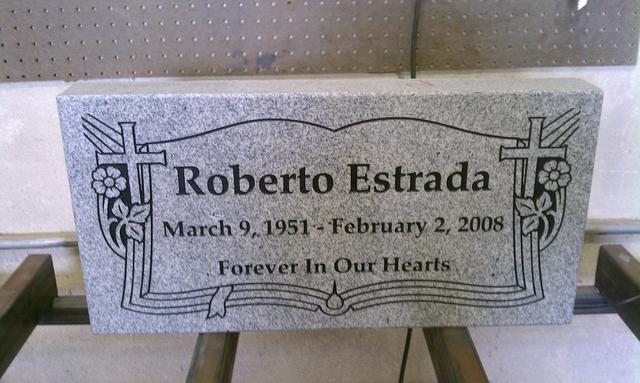 Roberto Estrada
March 9, 1951 - February 2, 2008
Forever In Our Hearts